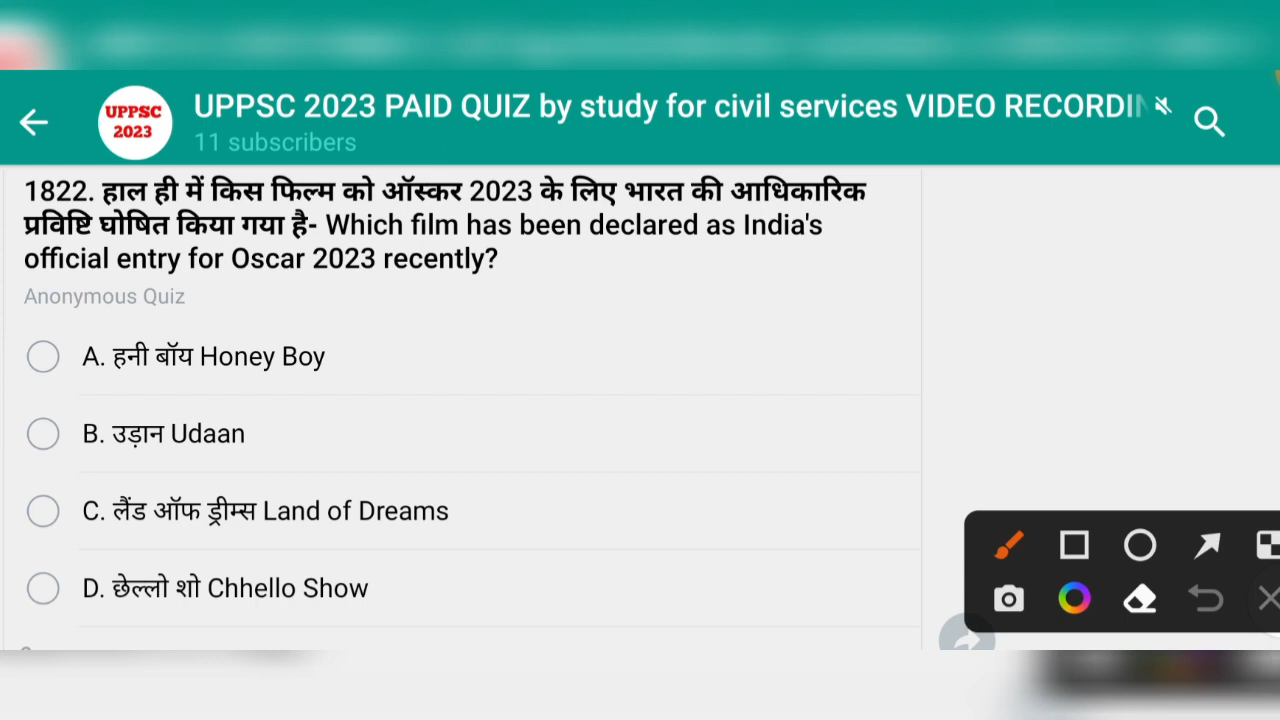 UPPSC
2023
UPPSC 2023 PAID QUIZ by study for civil services VIDEO
11 subscribers
1822. हाल ही में किस फिल्म को ऑस्कर 2023 के लिए भारत की आधिकारिक
प्रविष्टि घोषित किया गया है- Which film has been declared as India's
official entry for Oscar 2023 recently?
Anonymous Quiz
A. हनी बॉय Honey Boy
B. उड़ान Udaan
C. लैंड ऑफ ड्रीम्स Land of Dreams
D. छेल्लो शो Chhello Show